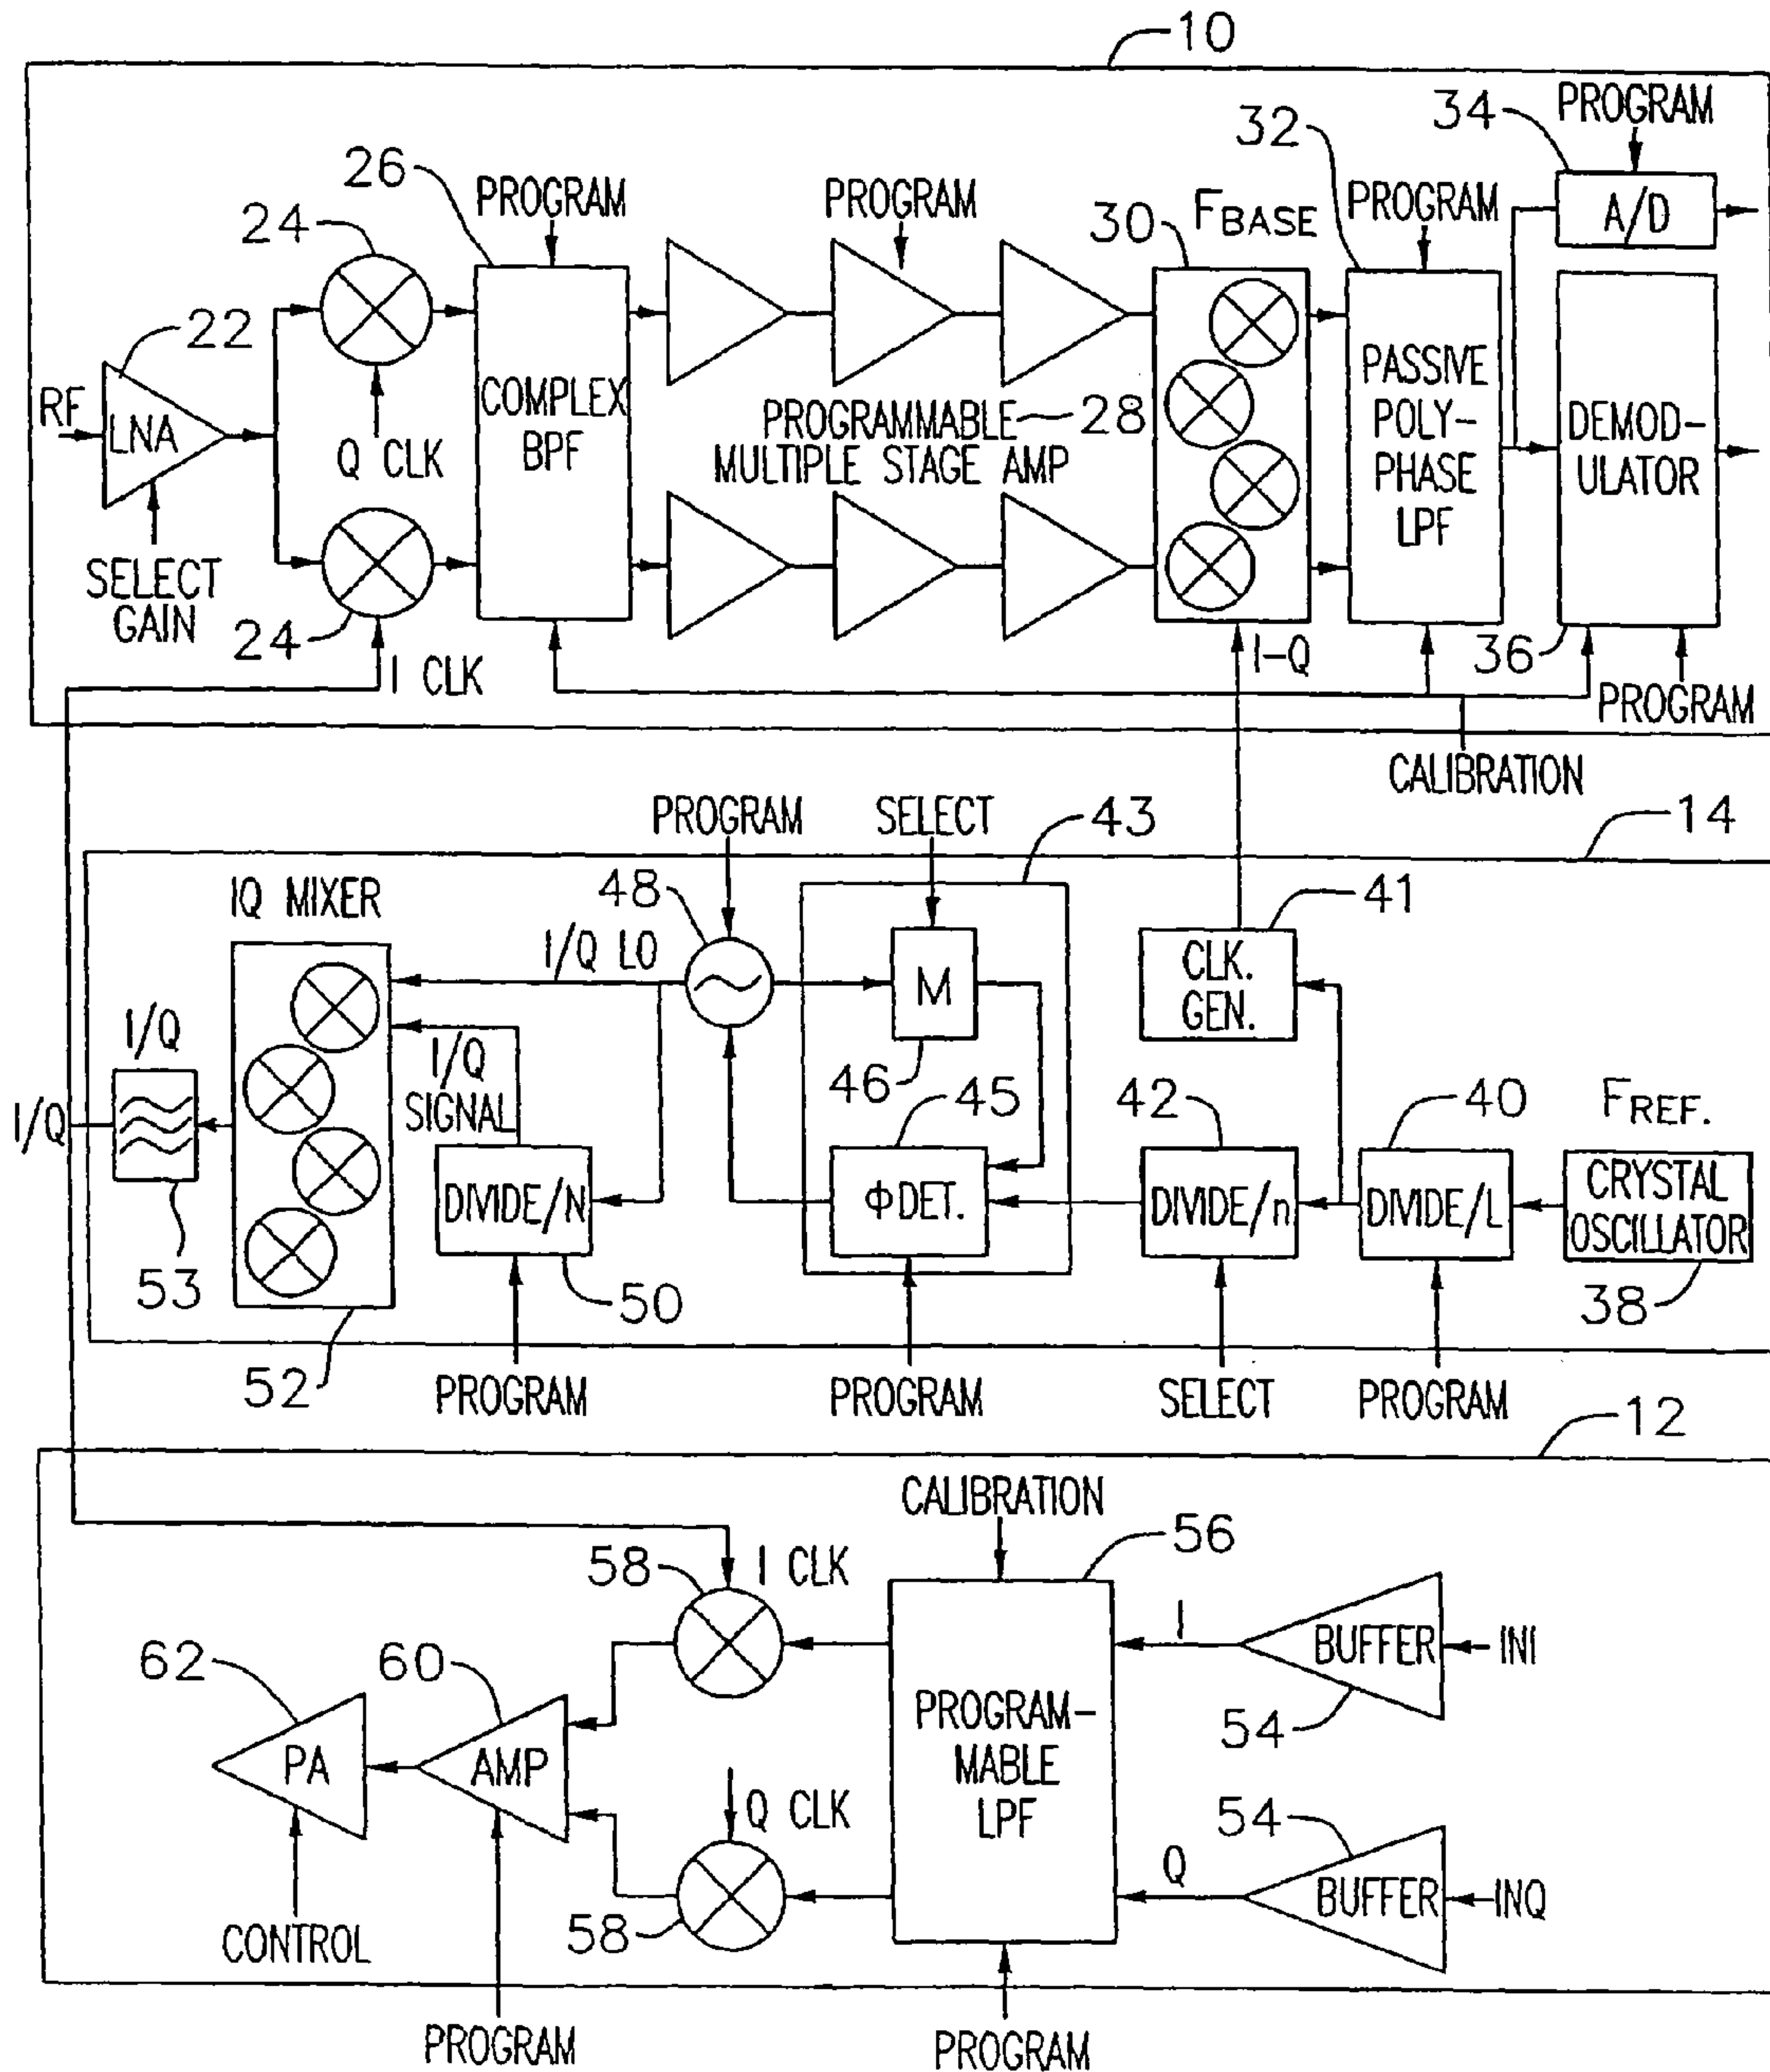 10
PROGRAM
34
32
26
PROGRAM
PROGRAM
FBASE
PROGRAM
A/D
24
30
22
RF
LNA
Q CLK
COMPLEX
BPF
PROGRAMMABLE
28
MULTIPLE STAGE AMP
PASSIVE
POLY-
PHASE
LPF
DEMOD-
ULATOR
SELECT
GAIN
24
I CLK
I-Q
36
PROGRAM
CALIBRATION
PROGRAM
SELECT
43
14
IQ MIXER
48
41
I/Q LO
M
CLK.
GEN.
I/Q
I/Q
SIGNAL
46
45
42
40
FREF.
I/Q
DIVIDE/N
ΦDET.
DIVIDE/n
DIVIDE/L
CRYSTAL
OSCILLATOR
53
50
38
52
PROGRAM
PROGRAM
SELECT
PROGRAM
12
CALIBRATION
56
58
I CLK
I
BUFFER
INI
62
60
54
PROGRAM-
MABLE
LPF
PA
AMP
Q CLK
54
Q
BUFFER
INQ
58
CONTROL
PROGRAM
PROGRAM